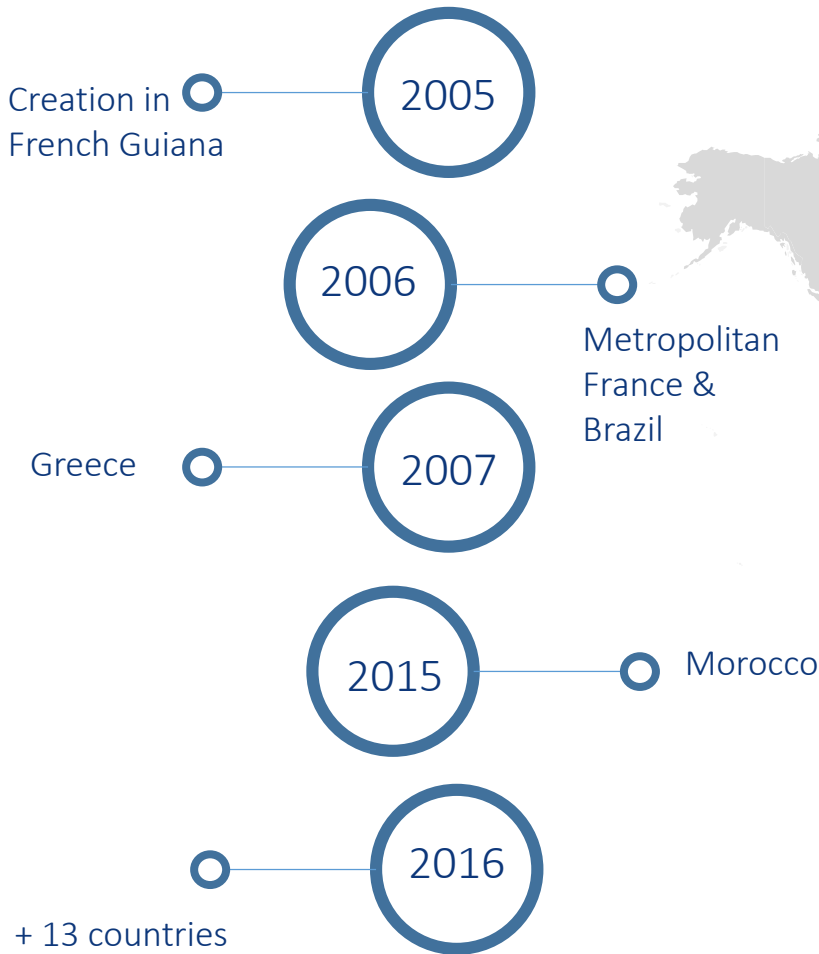 2005
Creation in
French Guiana
2006
Metropolitan
France &
Brazil
2007
Greece
2015
Morocco
2016
+ 13 countries